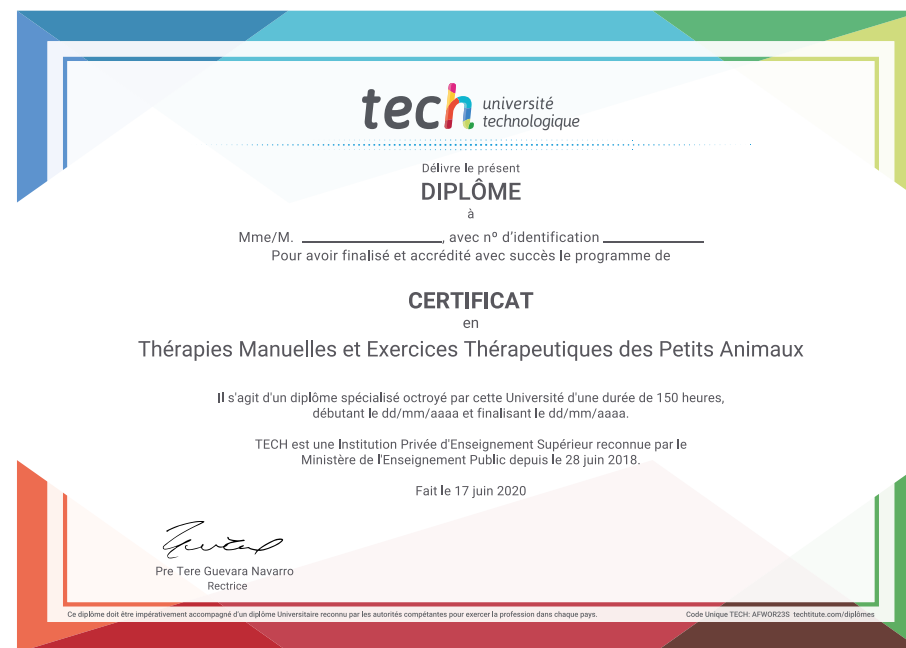 tech université
technologique
Délivre le présent
DIPLÔME
à
Mme/M. , avec nº d'identification
Pour avoir finalisé et accrédité avec succès le programme de
CERTIFICAT
en
Thérapies Manuelles et Exercices Thérapeutiques des Petits Animaux
Il s'agit d'un diplôme spécialisé octroyé par cette Université d'une durée de 150 heures,
débutant le dd/mm/aaaa et finalisant le dd/mm/aaaa.
TECH est une Institution Privée d'Enseignement Supérieur reconnue par le
Ministère de l'Enseignement Public depuis le 28 juin 2018.
Fait le 17 juin 2020
Pre Tere Guevara Navarro
Rectrice
Ce diplôme doit être impérativement accompagné d'un diplôme Universitaire reconnu par les autorités compétentes pour exercer la profession dans chaque pays. Code Unique TECH: AFWOR23S techtitute.com/diplômes